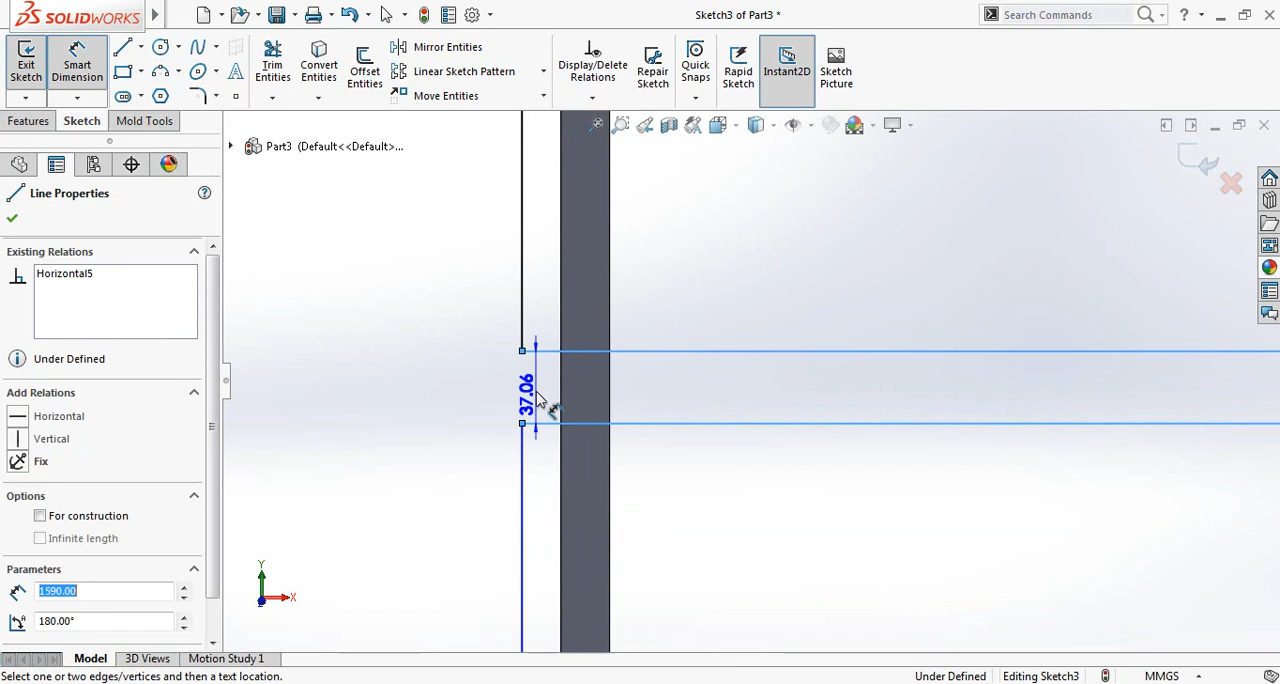 SOLIDWORKS
Sketch3 of Part3 *
Search Commands
?
Exit Sketch
Smart Dimension
Trim Entities
Convert Entities
Offset Entities
Mirror Entities
Linear Sketch Pattern
Move Entities
Display/Delete Relations
Repair Sketch
Quick Snaps
Rapid Sketch
Instant2D
Sketch Picture
Features
Sketch
Mold Tools
Part3 (Default<<Default>...
Line Properties
?
Existing Relations
Horizontal5
Under Defined
Add Relations
Horizontal
Vertical
Fix
Options
For construction
Infinite length
Parameters
1590.00
180.00°
37.06
Y
X
Z
Model
3D Views
Motion Study 1
Select one or two edges/vertices and then a text location.
Under Defined
Editing Sketch3
MMGS